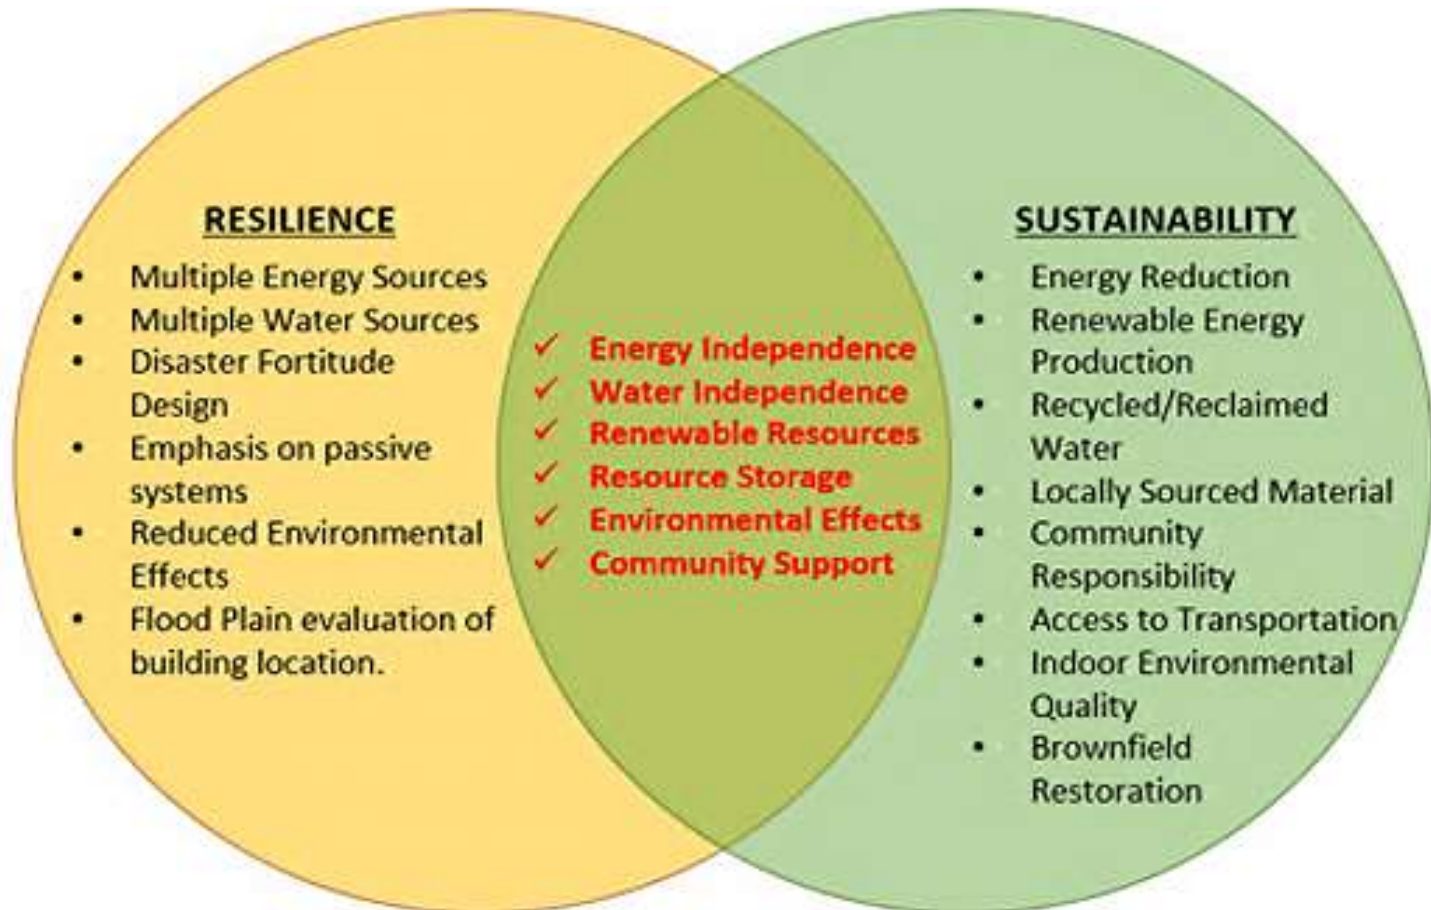 RESILIENCE
• Multiple Energy Sources
• Multiple Water Sources
• Disaster Fortitude
Design
• Emphasis on passive
systems
• Reduced Environmental
Effects
• Flood Plain evaluation of
building location.
✓ Energy Independence
✓ Water Independence
✓ Renewable Resources
✓ Resource Storage
✓ Environmental Effects
✓ Community Support
SUSTAINABILITY
• Energy Reduction
• Renewable Energy
Production
• Recycled/Reclaimed
Water
• Locally Sourced Material
• Community
Responsibility
• Access to Transportation
• Indoor Environmental
Quality
• Brownfield
Restoration